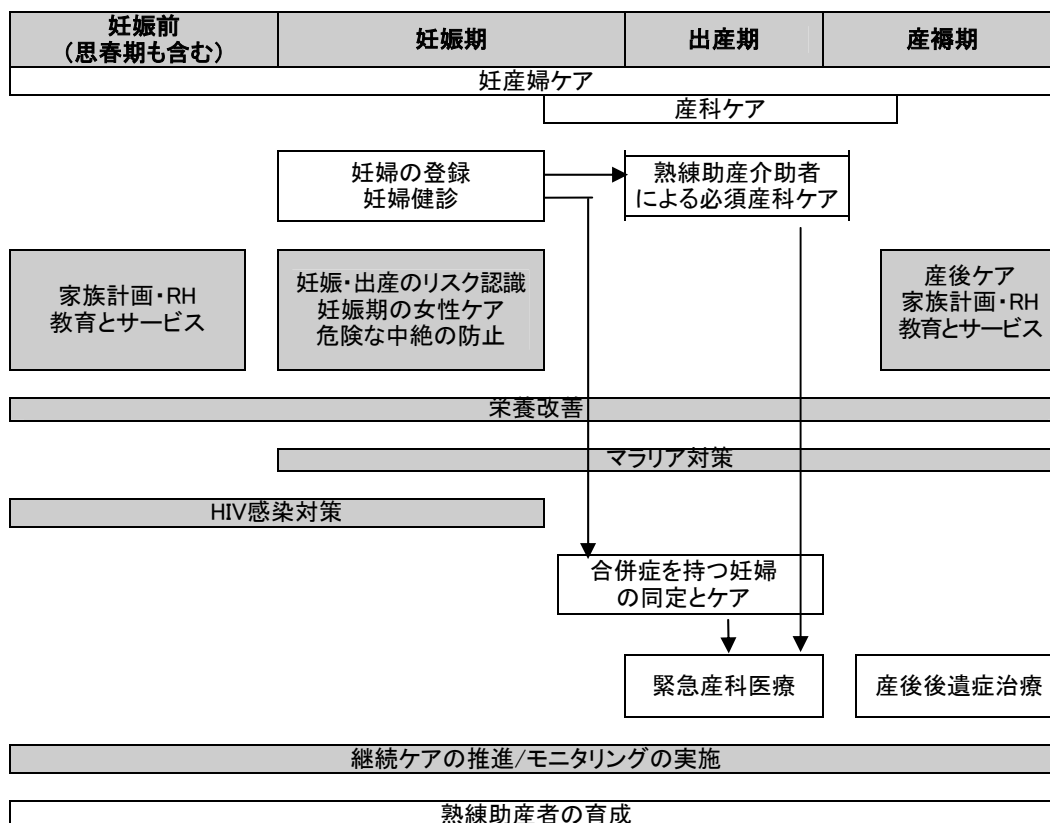 妊娠前
(思春期も含む)
妊娠期
出産期
産褥期
妊産婦ケア
産科ケア
妊婦の登録
妊婦健診
熟練助産介助者
による必須産科ケア
家族計画・RH
教育とサービス
妊娠・出産のリスク認識
妊娠期の女性ケア
危険な中絶の防止
産後ケア
家族計画・RH
教育とサービス
栄養改善
マラリア対策
HIV感染対策
合併症を持つ妊婦
の同定とケア
緊急産科医療
産後後遺症治療
継続ケアの推進/モニタリングの実施
熟練助産者の育成